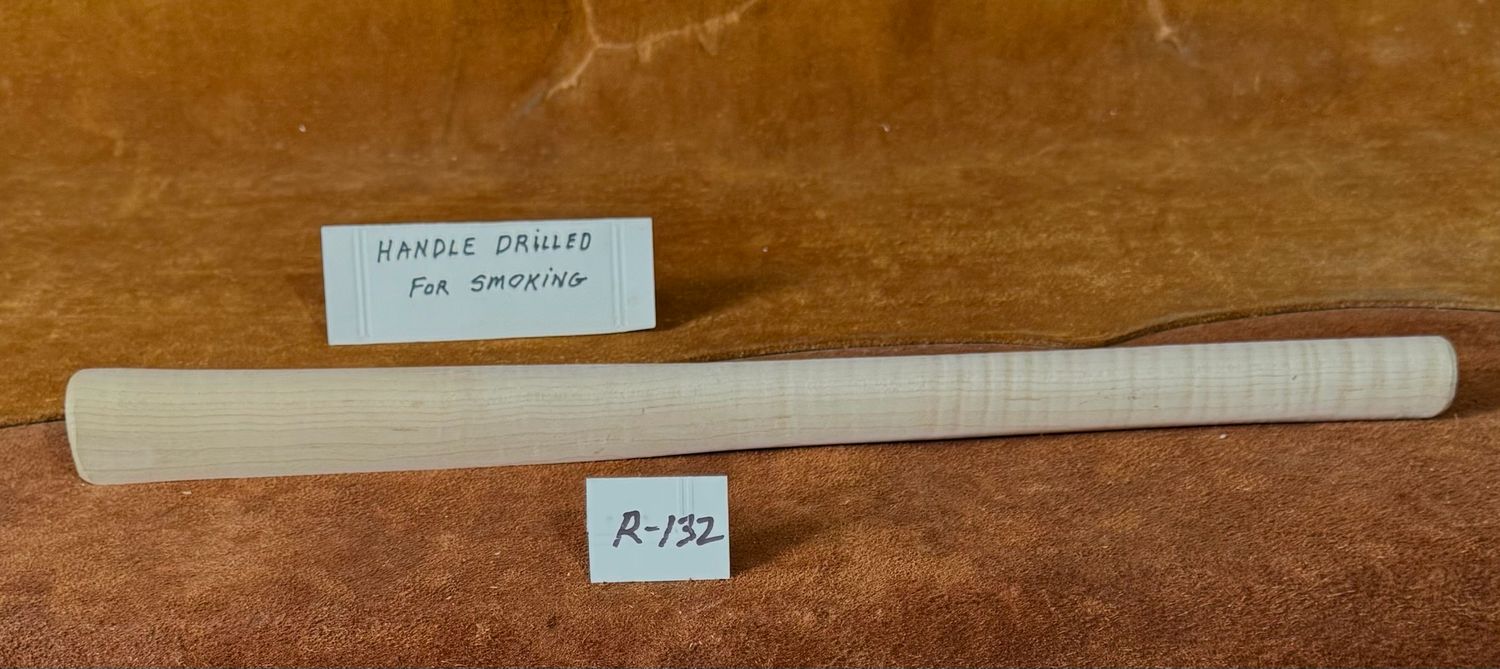 HANDLE DRiLLED
FOR SMOKiNG
R-132